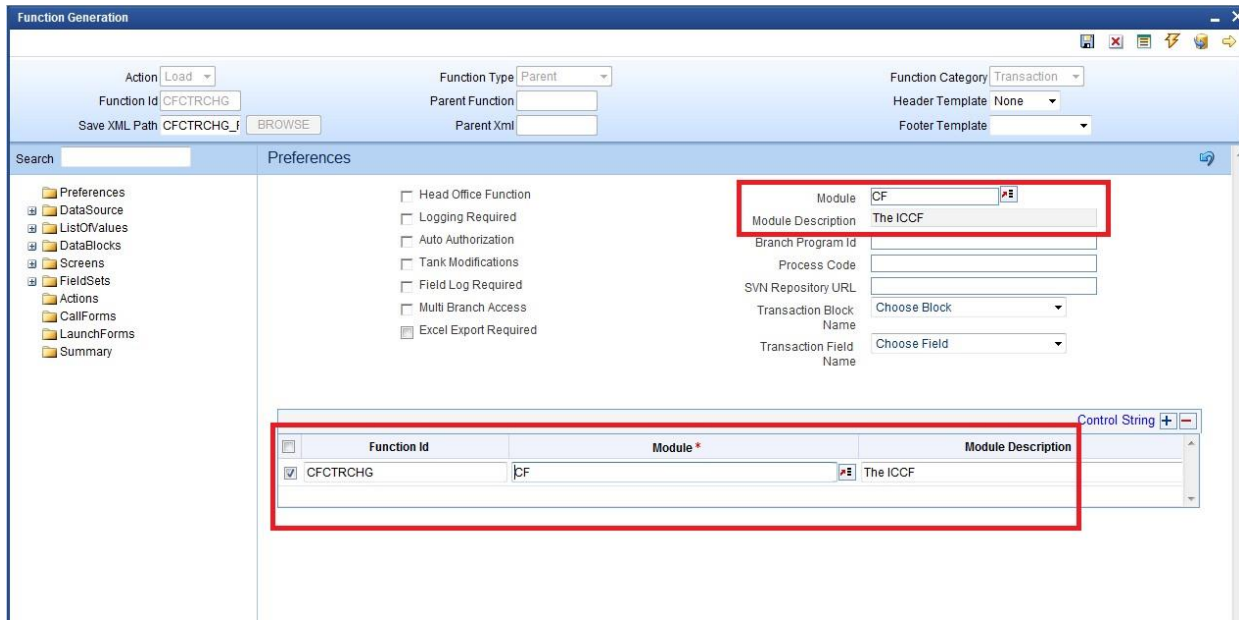 Function Generation
Action Load Function Type Parent Function Category Transaction
Function Id CFCTRCHG Parent Function Header Template None
Save XML Path CFCTRCHG_ BROWSE Parent Xml Footer Template
Search Preferences
Preferences
DataSource
ListOfValues
DataBlocks
Screens
FieldSets
Actions
CallForms
LaunchForms
Summary
Head Office Function
Logging Required
Auto Authorization
Tank Modifications
Field Log Required
Multi Branch Access
Excel Export Required
Module CF
Module Description The ICCF
Branch Program Id
Process Code
SVN Repository URL
Transaction Block Choose Block
Name
Transaction Field Choose Field
Name
Control String
Function Id Module * Module Description
CFCTRCHG CF The ICCF